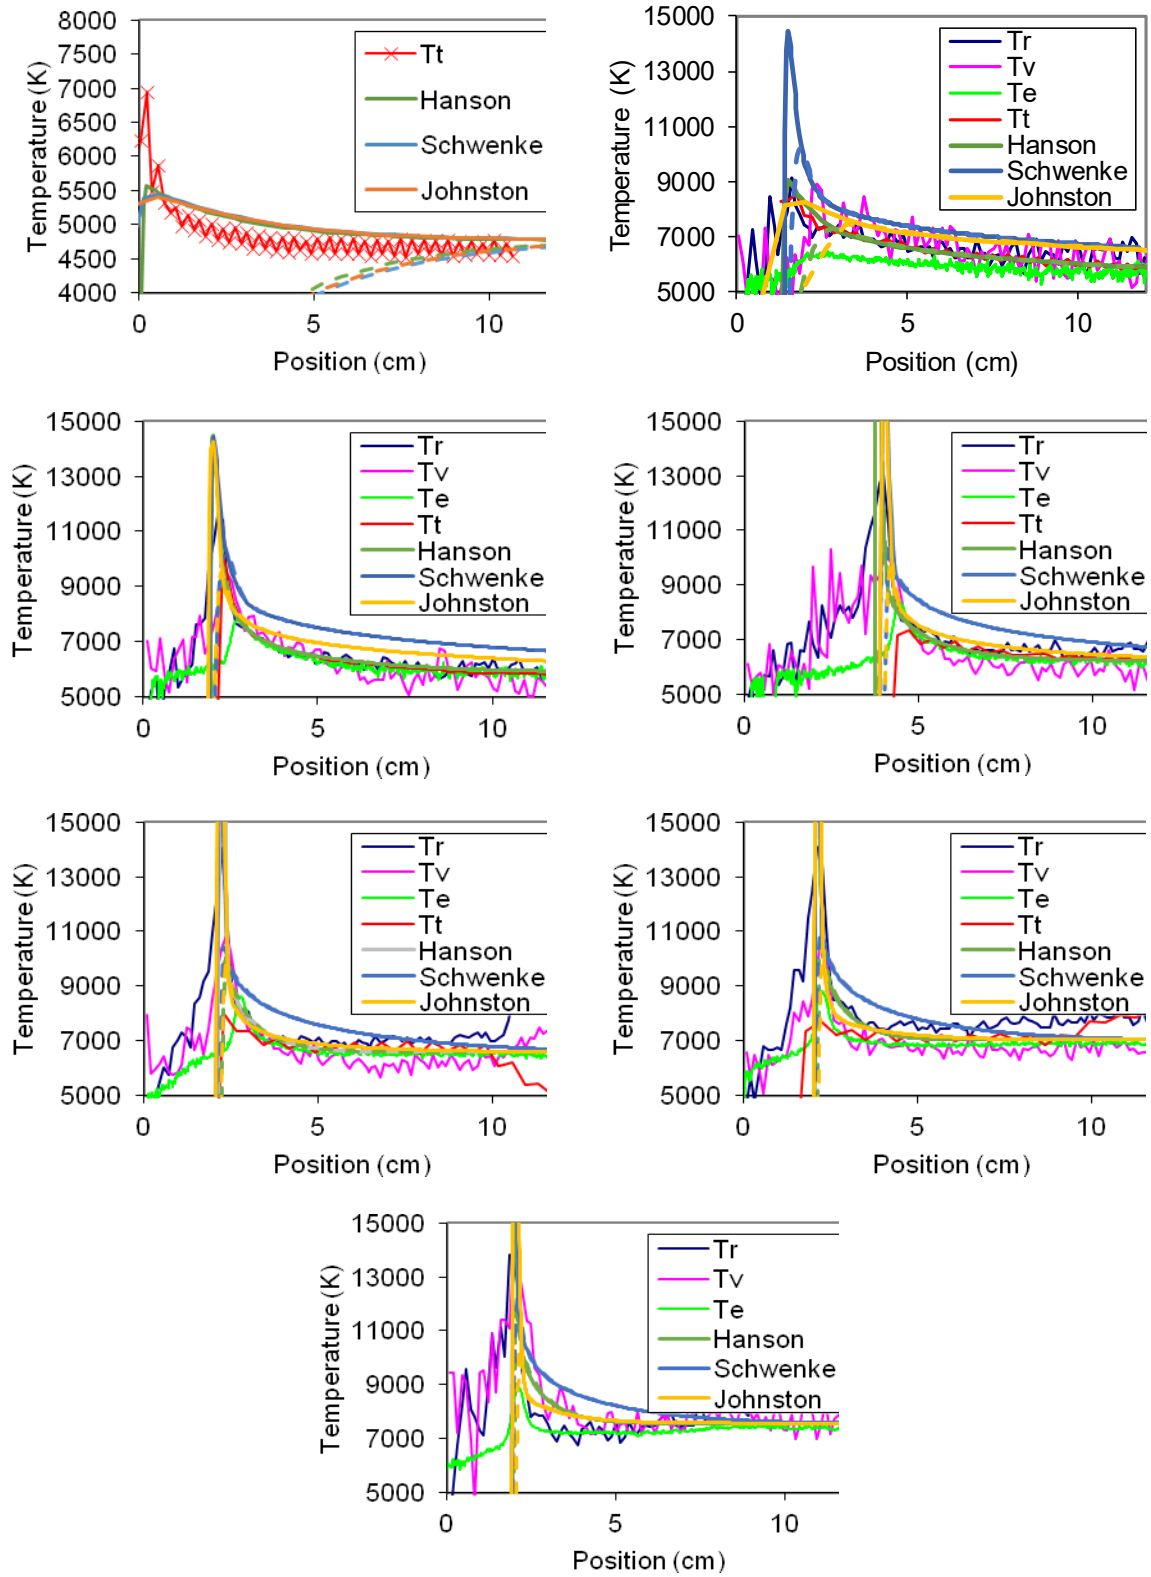 8000
7500
7000
6500
6000
5500
5000
4500
4000
Temperature (K)
0 5 10
Position (cm)
Tt
Hanson
Schwenke
Johnston
15000
13000
11000
9000
7000
5000
Temperature (K)
0 5 10
Position (cm)
Tr
Tv
Te
Tt
Hanson
Schwenke
Johnston
15000
13000
11000
9000
7000
5000
Temperature (K)
0 5 10
Position (cm)
Tr
Tv
Te
Tt
Hanson
Schwenke
Johnston
15000
13000
11000
9000
7000
5000
Temperature (K)
0 5 10
Position (cm)
Tr
Tv
Te
Tt
Hanson
Schwenke
Johnston
15000
13000
11000
9000
7000
5000
Temperature (K)
0 5 10
Position (cm)
Tr
Tv
Te
Tt
Hanson
Schwenke
Johnston
15000
13000
11000
9000
7000
5000
Temperature (K)
0 5 10
Position (cm)
Tr
Tv
Te
Tt
Hanson
Schwenke
Johnston
15000
13000
11000
9000
7000
5000
Temperature (K)
0 5 10
Position (cm)
Tr
Tv
Te
Hanson
Schwenke
Johnston